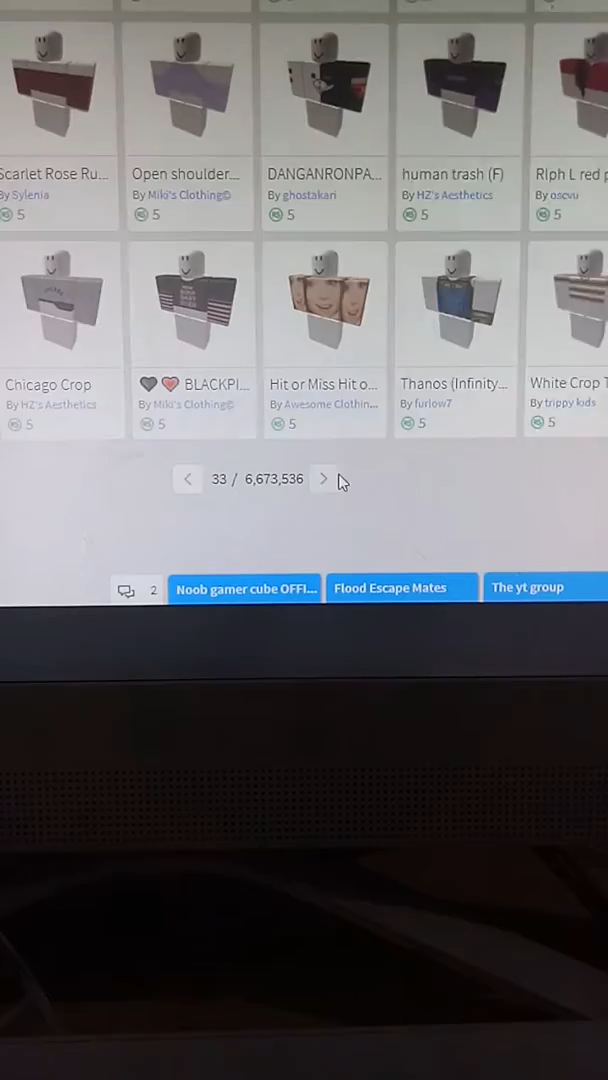 Scarlet Rose Ru... Open shoulder... DANGANRONPA... human trash (F) RIph L red p
By Sylenia By Miki's Clothing© By ghostakari By HZ's Aesthetics By oscvu
5 5 5 5 5
Chicago Crop 🖤 💗 BLACKPI... Hit or Miss Hit o... Thanos (Infinity... White Crop T
By HZ's Aesthetics By Miki's Clothing© By Awesome Clothin... By furlow7 By trippy kids
5 5 5 5 5
< 33 / 6,673,536 >
2 Noob gamer cube OFFI... Flood Escape Mates The yt group